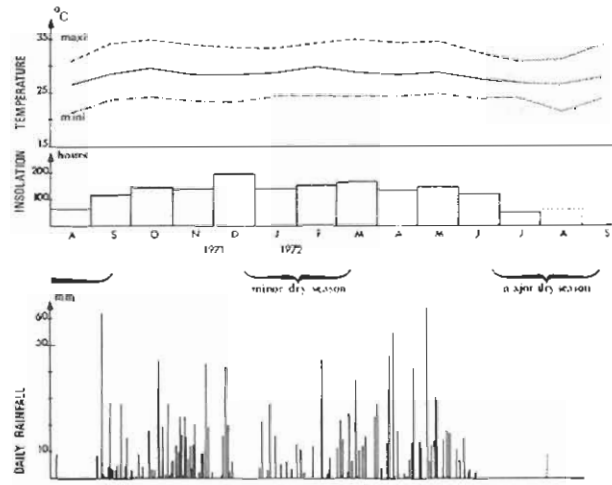 °C
35
maxi
25
mini
15
TEMPERATURE
hours
200
100
INSOLATION
A S O N D J F M A M J J A S
1971 1972
minor dry season
major dry season
mm
60
50
10
DAILY RAINFALL